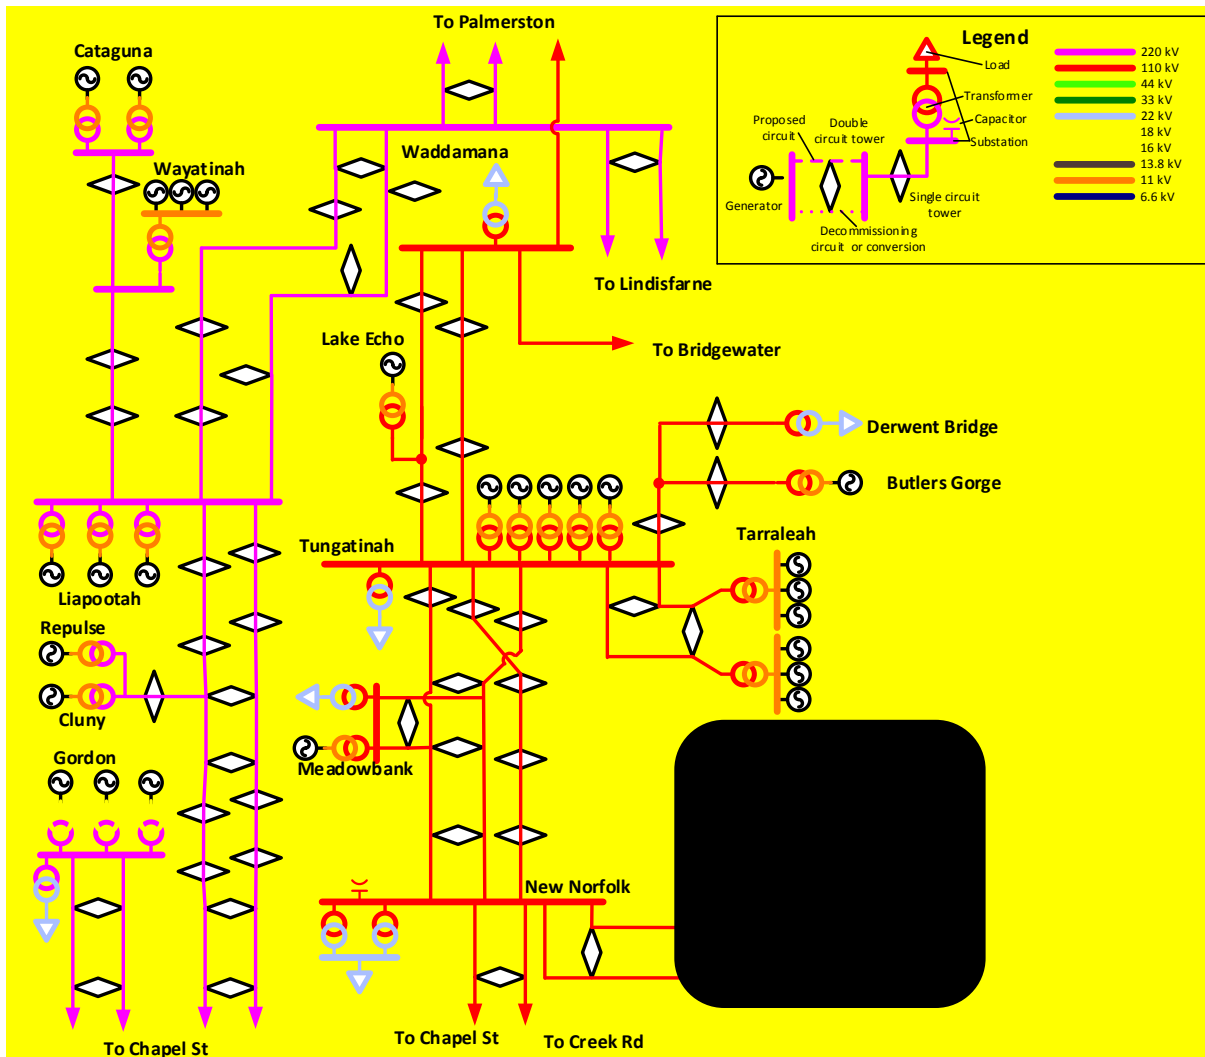 To Palmerston
Cataguna
Wayatinah
Waddamana
Legend
Load
Transformer
Capacitor
Substation
Proposed
circuit
Double
circuit tower
Generator
Single circuit
tower
Decommissioning
circuit or conversion
220 kV
110 kV
44 kV
33 kV
22 kV
18 kV
16 kV
13.8 kV
11 kV
6.6 kV
To Lindisfarne
Lake Echo
To Bridgewater
Derwent Bridge
Butlers Gorge
Tungatinah
Tarraleah
Liapootah
Repulse
Cluny
Gordon
Meadowbank
New Norfolk
To Chapel St
To Chapel St
To Creek Rd